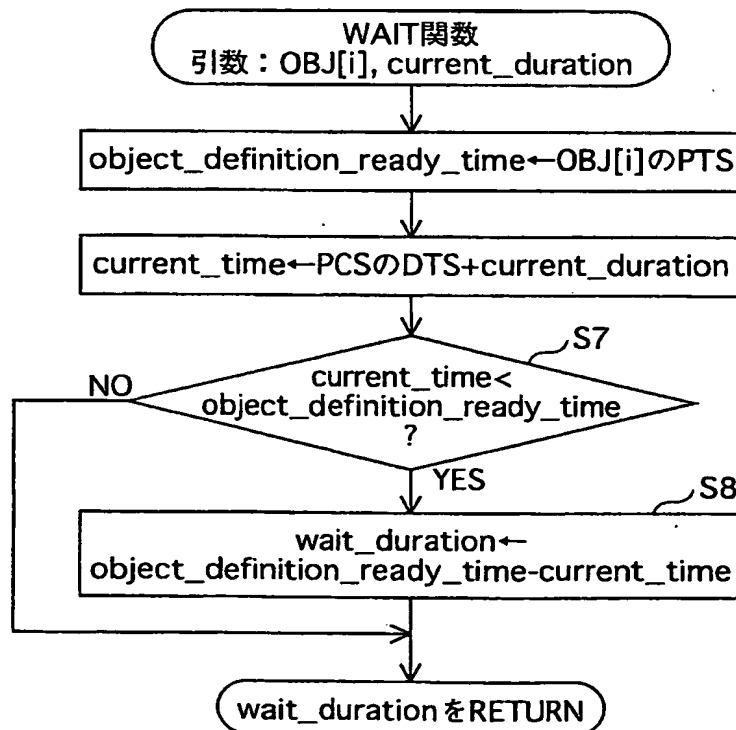 WAIT関数
引数：OBJ[i], current_duration
object_definition_ready_time←OBJ[i]のPTS
current_time←PCSのDTS+current_duration
S7
NO
current_time<
object_definition_ready_time
?
YES
S8
wait_duration←
object_definition_ready_time-current_time
wait_durationをRETURN